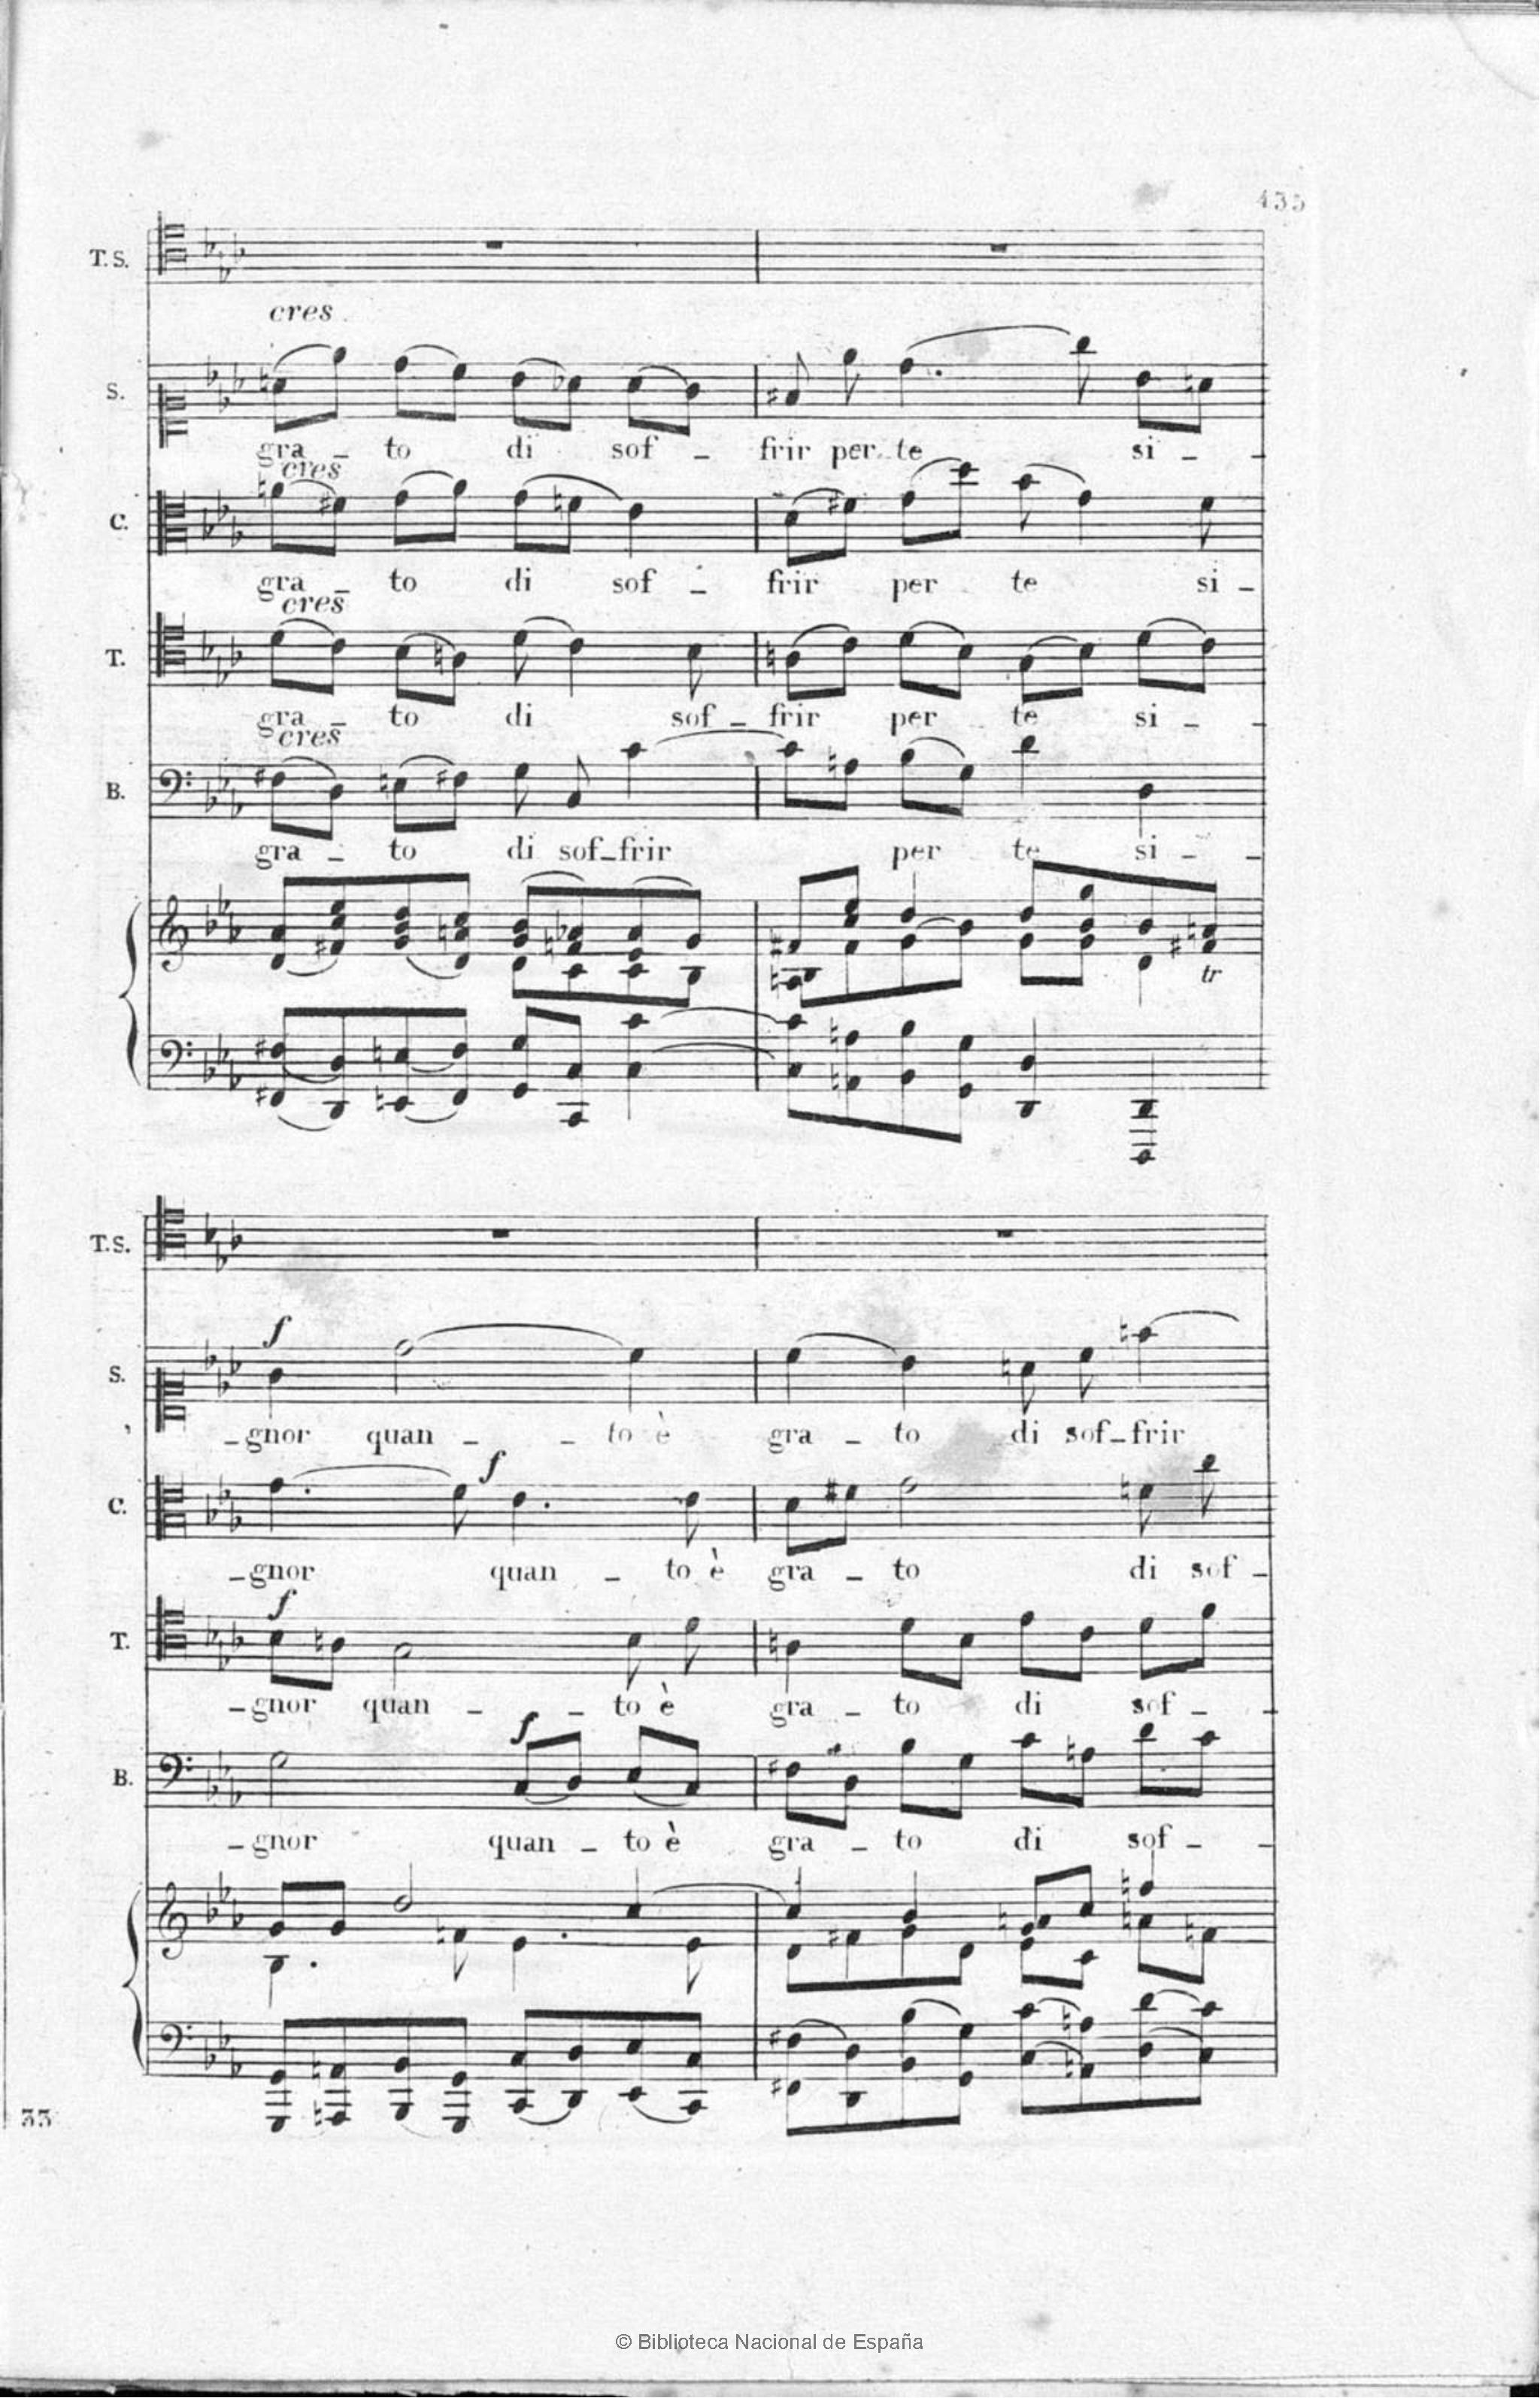 435
T.S.
cres
S.
gra _ to di sof _ frir per te si _ _
cres
C.
gra _ to di sof _ frir per te si _
cres
T.
gra _ to di sof _ frir per te si _ _
cres
B.
gra _ to di sof_frir per te si _ _
tr
T.S.
f
S.
_gnor quan _ _ to è gra _ to di sof_frir
f
C.
_gnor quan _ to è gra _ to di sof _
f
T.
_gnor quan _ _ to è gra _ to di sof _ _
f
B.
_gnor quan _ to è gra _ to di sof _ _
33
© Biblioteca Nacional de España